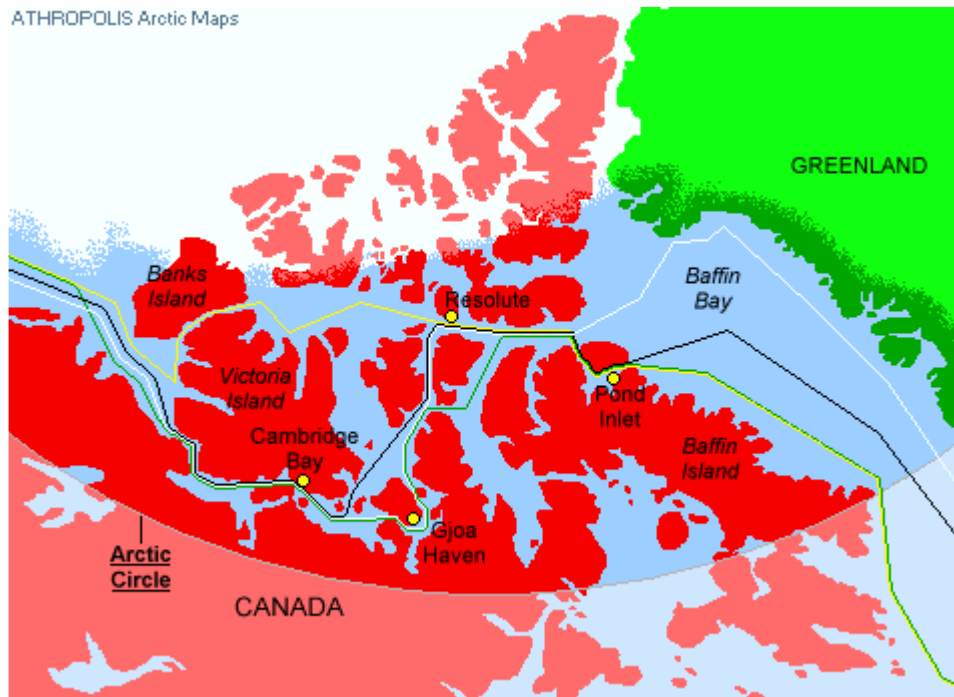 ATHROPOLIS Arctic Maps
GREENLAND
Banks
Island
Baffin
Bay
Resolute
Victoria
Island
Pond
Inlet
Cambridge
Bay
Baffin
Island
Gjoa
Haven
Arctic
Circle
CANADA